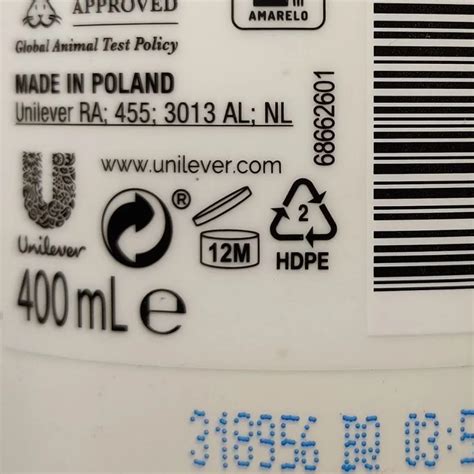 APPROVED
Global Animal Test Policy
AMARELO
MADE IN POLAND
Unilever RA; 455; 3013 AL; NL
68662601
www.unilever.com
®
Unilever
12M
2
HDPE
400 mL e
318956